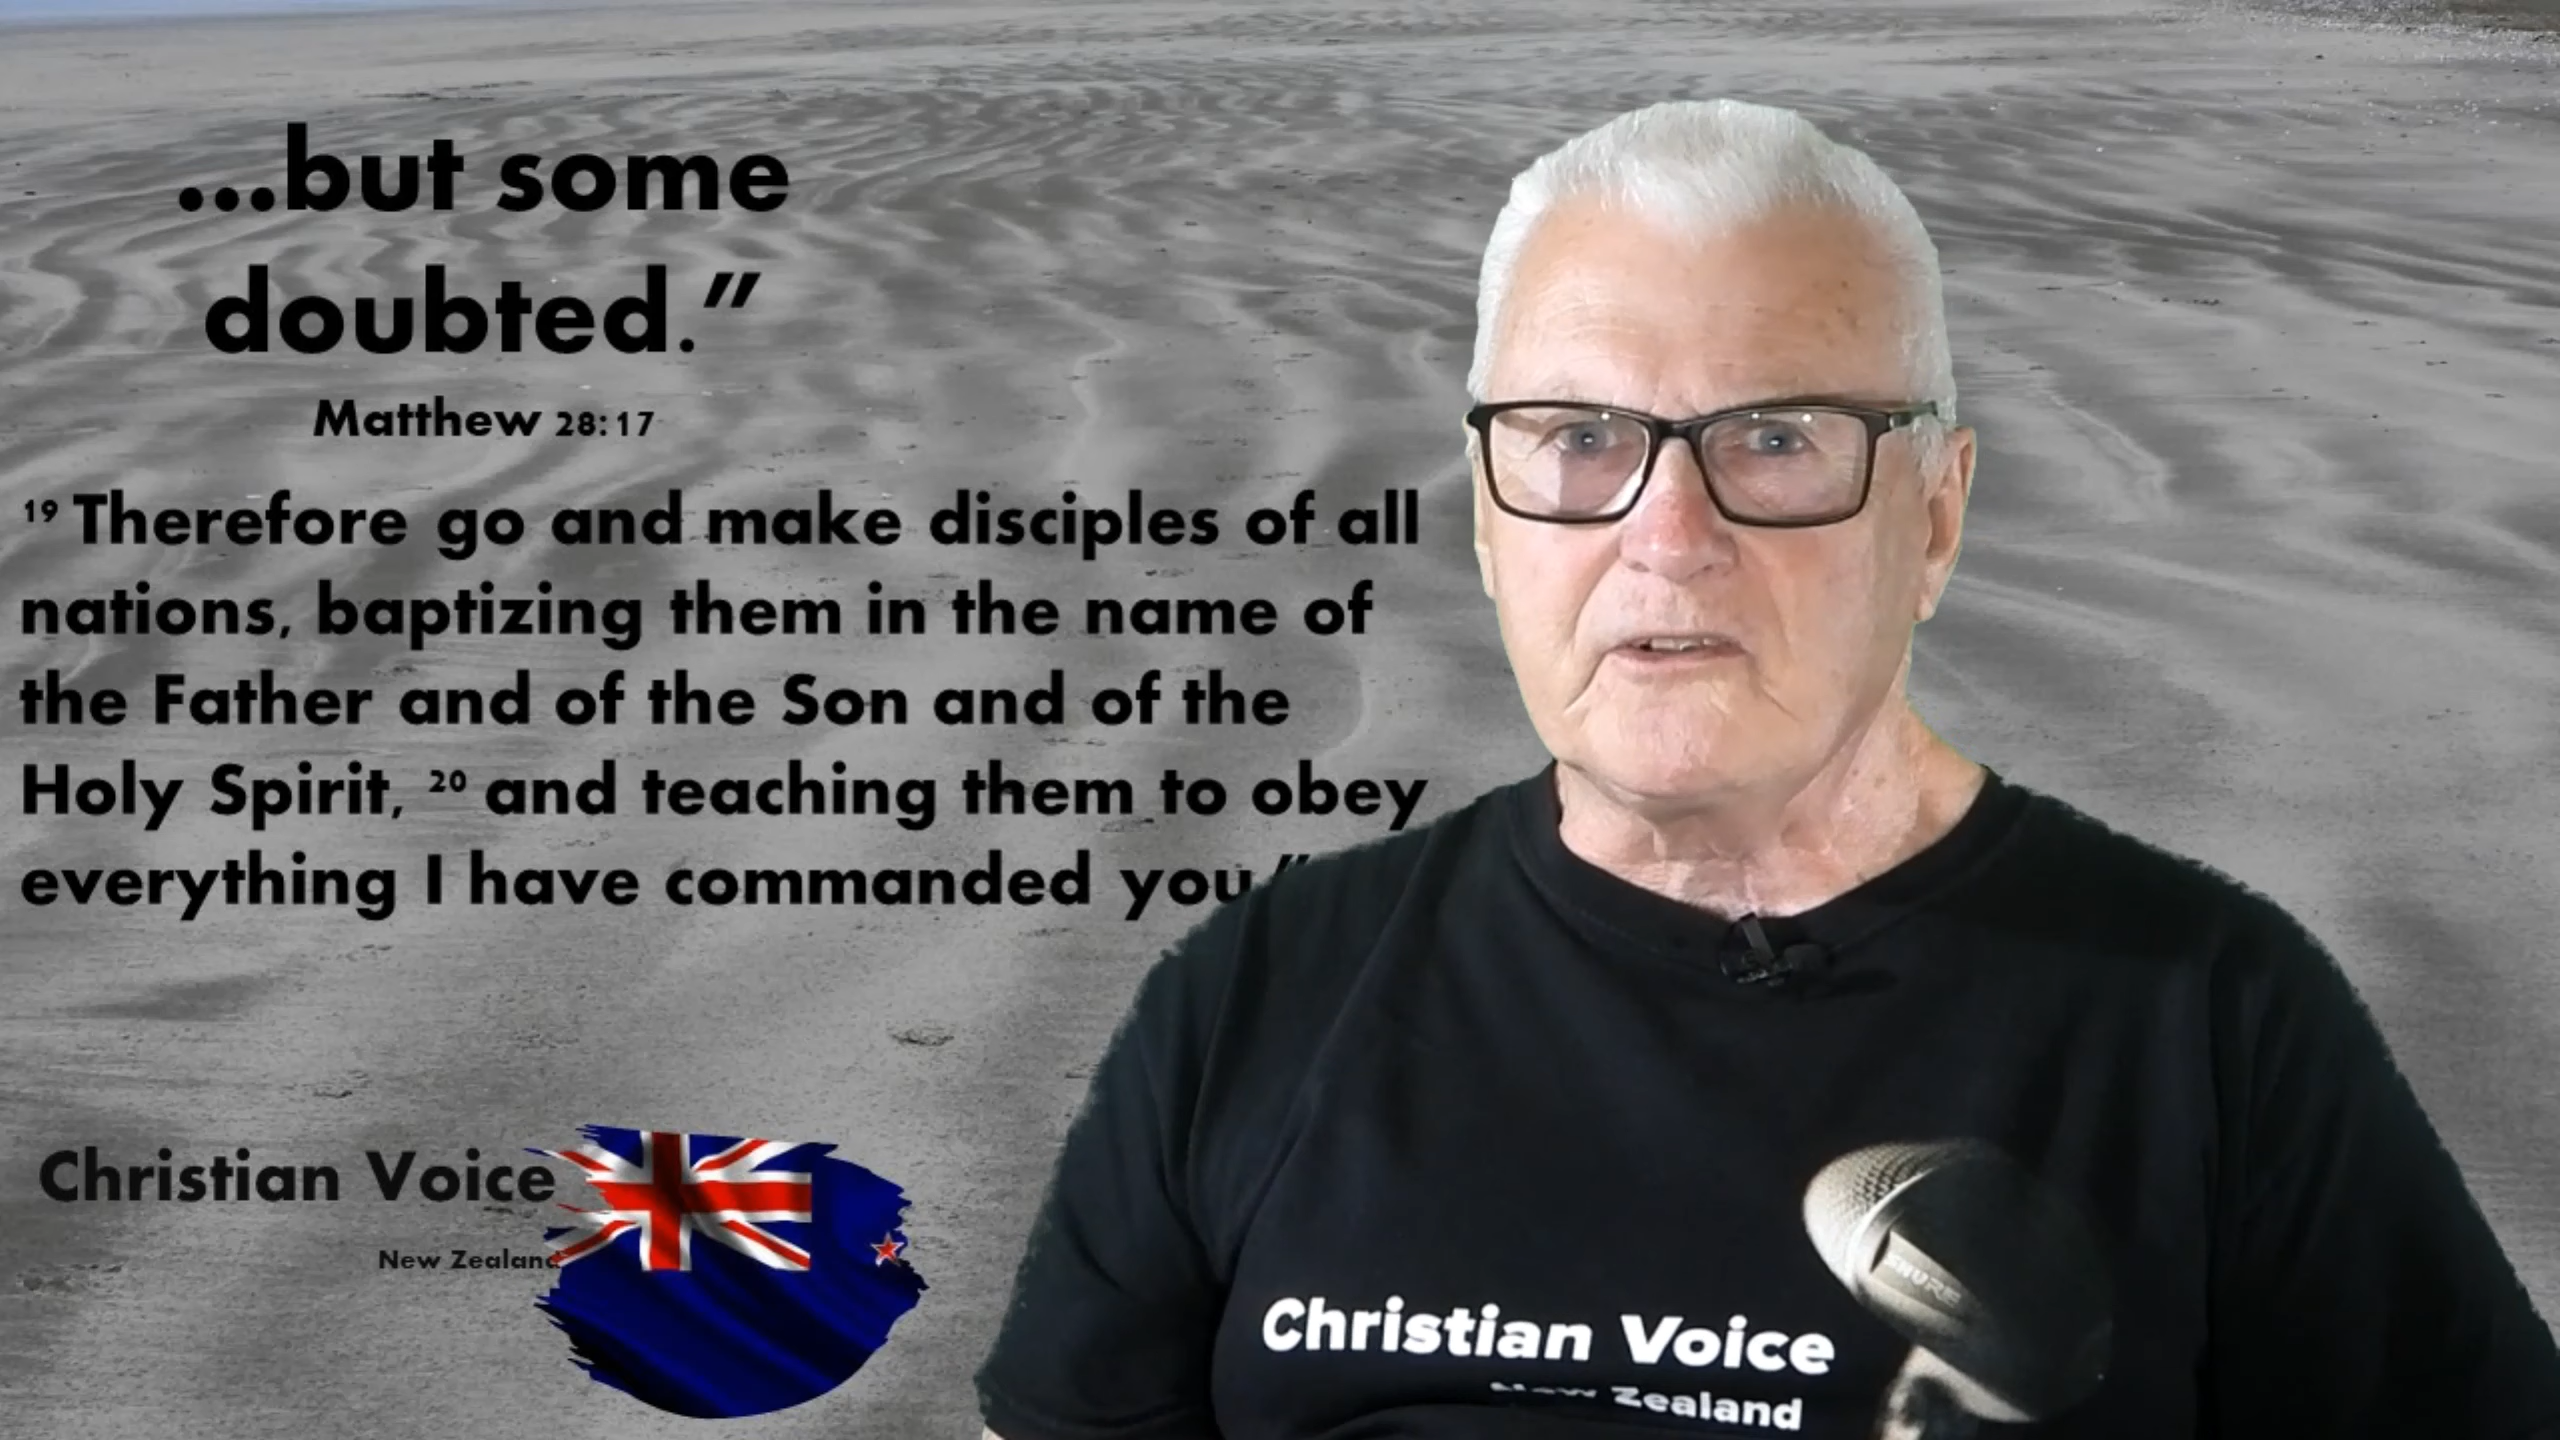 ...but some
doubted.”
Matthew 28:17
19 Therefore go and make disciples of all
nations, baptizing them in the name of
the Father and of the Son and of the
Holy Spirit, 20 and teaching them to obey
everything I have commanded you.”
Christian Voice
New Zealand
SHURE
Christian Voice
New Zealand